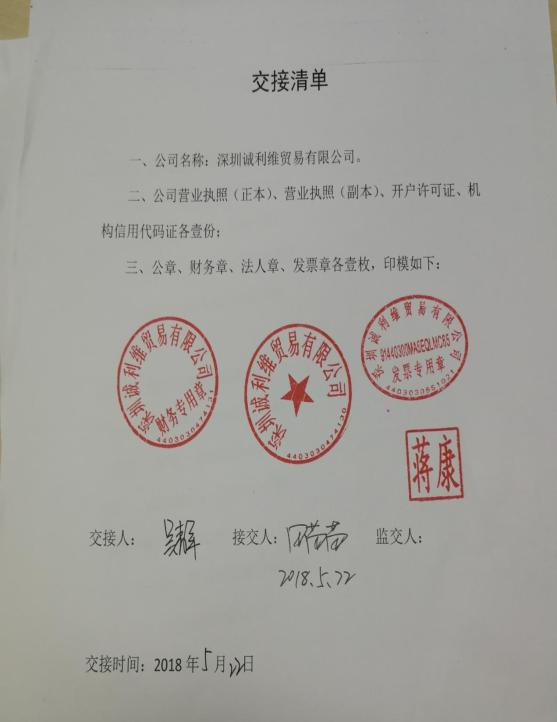 交接清单
一、公司名称：深圳诚利维贸易有限公司。
二、公司营业执照（正本）、营业执照（副本）、开户许可证、机
构信用代码证各壹份；
三、公章、财务章、法人章、发票章各壹枚，印模如下：
深圳诚利维贸易有限公司
财务专用章
4403030474131
深圳诚利维贸易有限公司
4403030474130
深圳诚利维贸易有限公司
91440300MA5EQLMC85
发票专用章
蒋康
交接人：吴辉 接交人： 监交人：
2018.5.22
交接时间：2018年5月22日